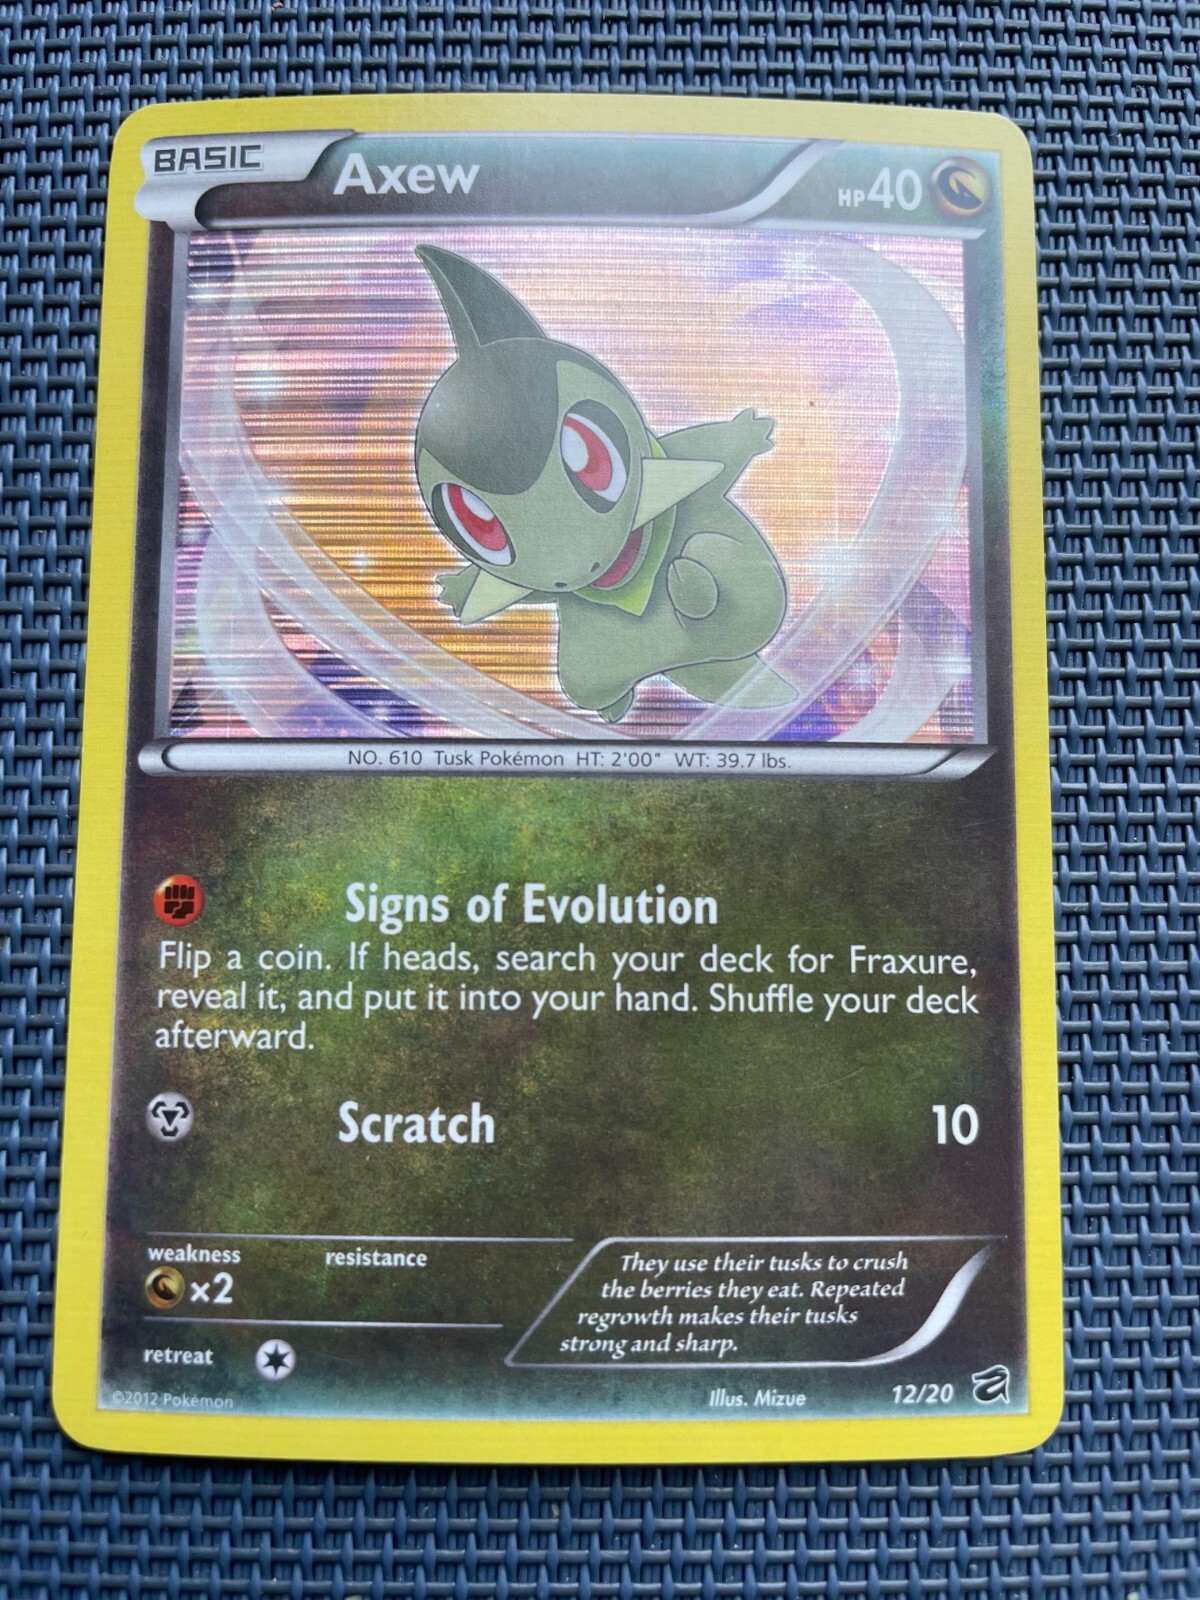 BASIC Axew HP40
NO. 610 Tusk Pokémon HT: 2'00" WT: 39.7 lbs.
Signs of Evolution
Flip a coin. If heads, search your deck for Fraxure,
reveal it, and put it into your hand. Shuffle your deck
afterward.
Scratch 10
weakness resistance
×2
They use their tusks to crush
the berries they eat. Repeated
regrowth makes their tusks
strong and sharp.
retreat
©2012 Pokémon Illus. Mizue 12/20